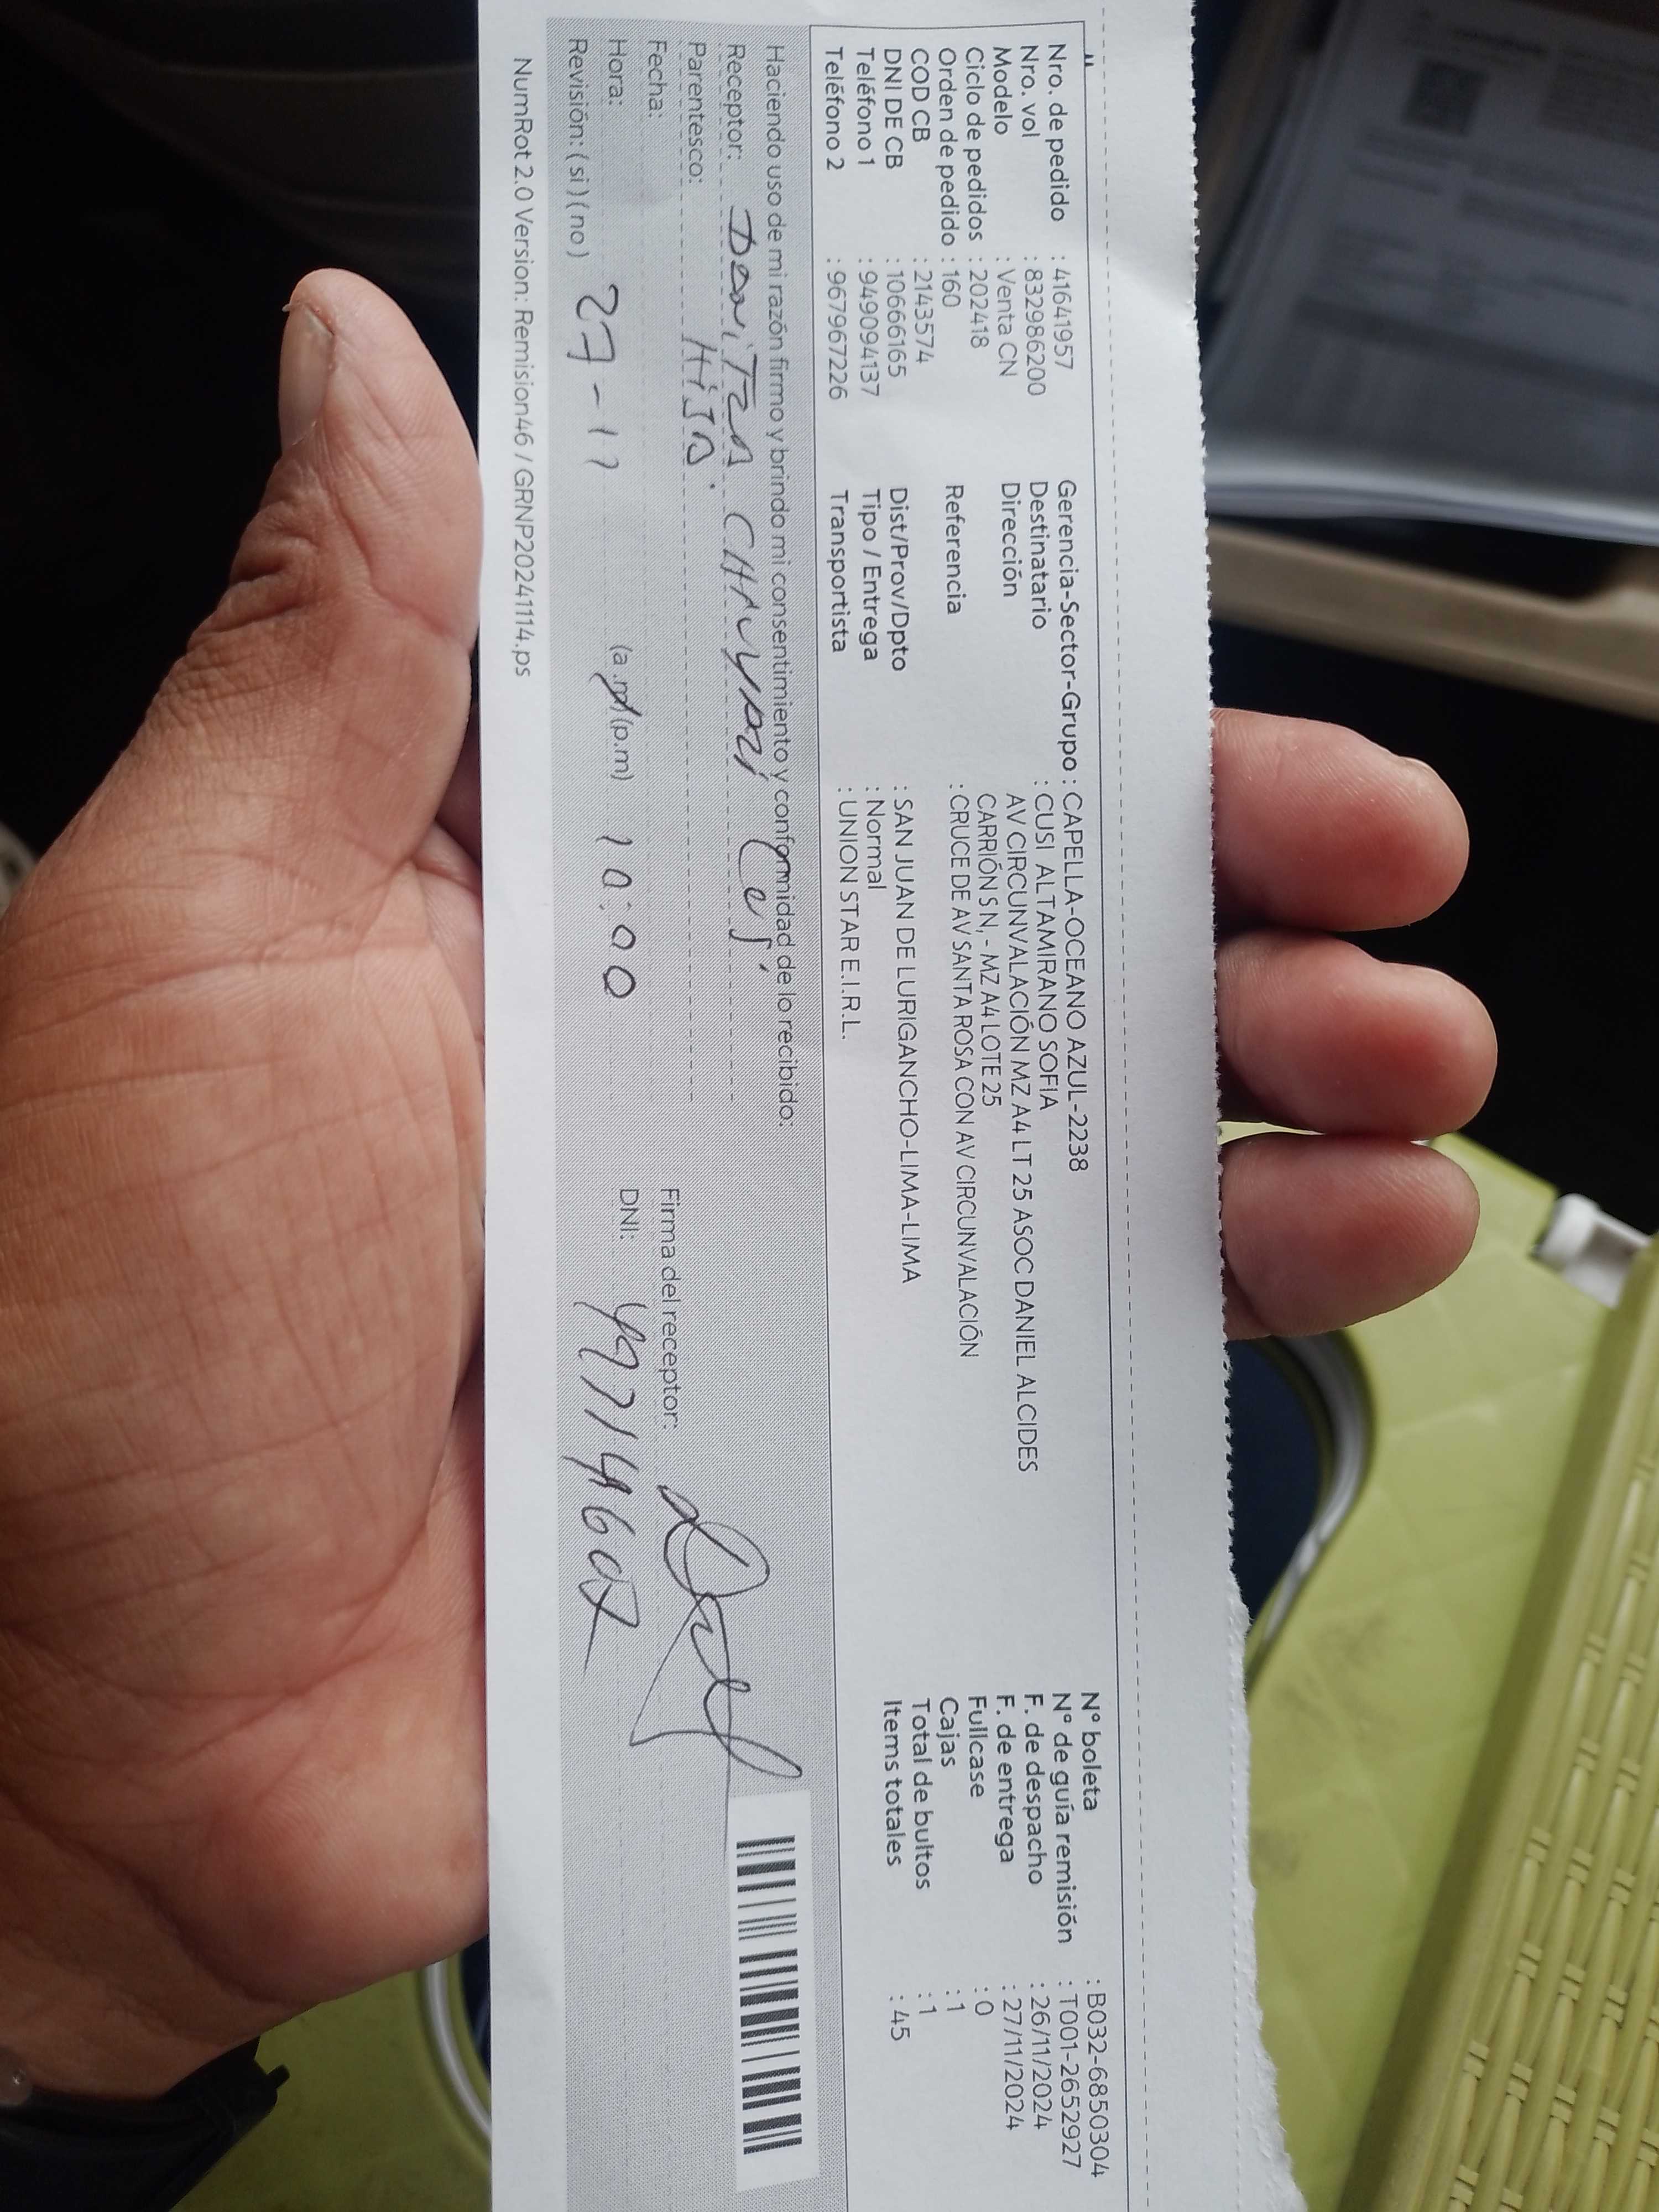 Nro. de pedido : 41641957
Nro. vol : 832986200
Modelo : Venta CN
Ciclo de pedidos : 202418
Orden de pedido : 160
COD CB : 2143574
DNI DE CB : 10666165
Teléfono 1 : 949094137
Teléfono 2 : 967967226
Gerencia-Sector-Grupo : CAPELLA-OCEANO AZUL-2238
Destinatario : CUSI ALTAMIRANO SOFIA
Dirección AV CIRCUNVALACIÓN MZ A4 LT 25 ASOC DANIEL ALCIDES
CARRIÓN S N, - MZ A4 LOTE 25
Referencia : CRUCE DE AV SANTA ROSA CON AV CIRCUNVALACIÓN
Dist/Prov/Dpto : SAN JUAN DE LURIGANCHO-LIMA-LIMA
Tipo / Entrega : Normal
Transportista : UNION STAR E.I.R.L.
N° boleta : B032-6850304
N° de guía remisión : T001-2652927
F. de despacho : 26/11/2024
F. de entrega : 27/11/2024
Fullcase : 0
Cajas : 1
Total de bultos : 1
Items totales : 45
Haciendo uso de mi razón firmo y brindo mi consentimiento y conformidad de lo recibido:
Receptor:
Parentesco: HIJA
Fecha: 27-11
Hora: (a.m) (p.m) 10:00
Revisión: ( si ) ( no )
Firma del receptor:
DNI:
NumRot 2.0 Version: Remision46 / GRNP20241114.ps